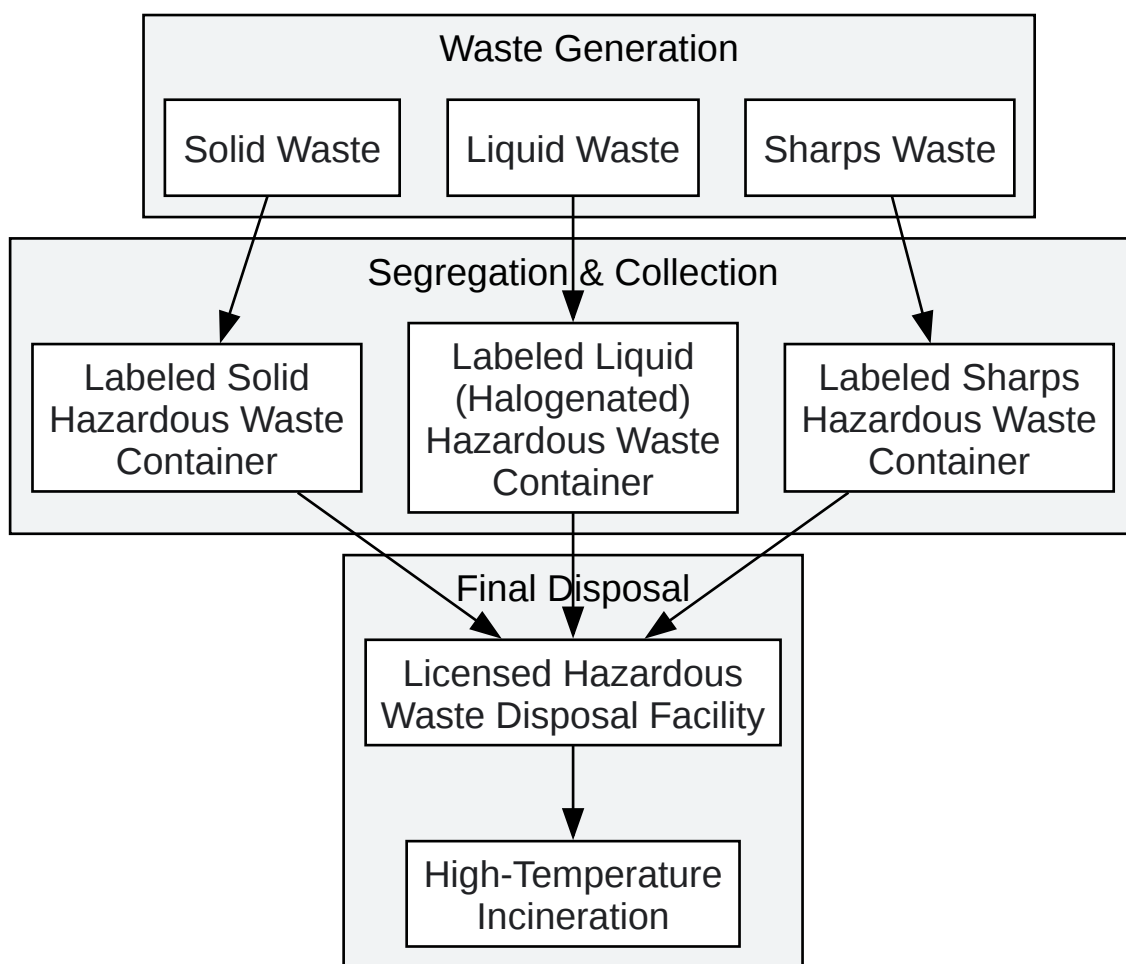 Waste Generation
Solid Waste
Liquid Waste
Sharps Waste
Segregation & Collection
Labeled Solid
Hazardous Waste
Container
Labeled Liquid
(Halogenated)
Hazardous Waste
Container
Labeled Sharps
Hazardous Waste
Container
Final Disposal
Licensed Hazardous
Waste Disposal Facility
High-Temperature
Incineration